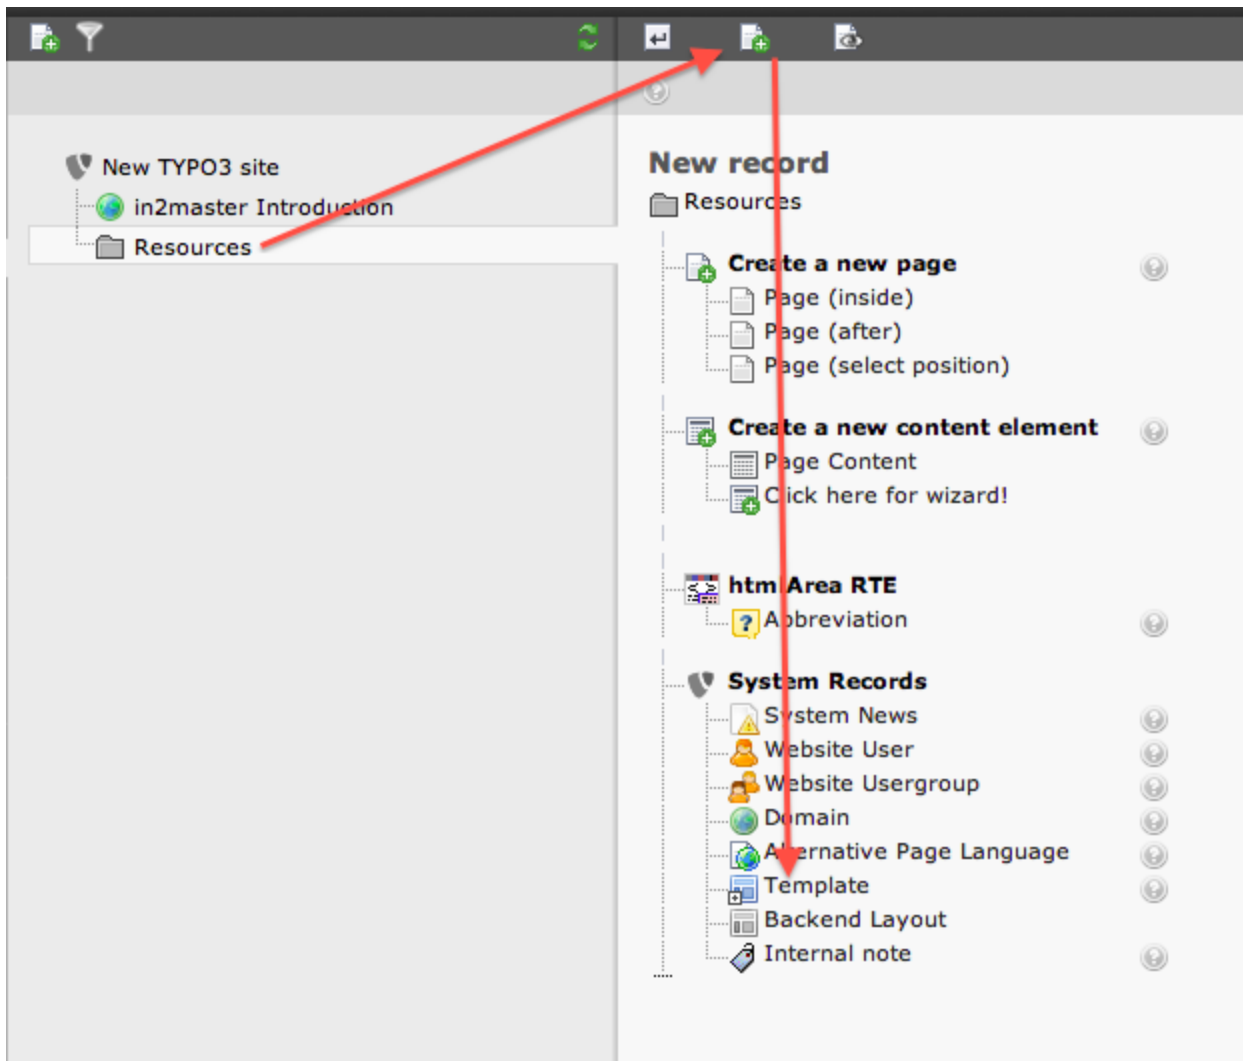 New TYPO3 site
in2master Introduction
Resources
New record
Resources
Create a new page
Page (inside)
Page (after)
Page (select position)
Create a new content element
Page Content
Click here for wizard!
htmlArea RTE
Abbreviation
System Records
System News
Website User
Website Usergroup
Domain
Alternative Page Language
Template
Backend Layout
Internal note